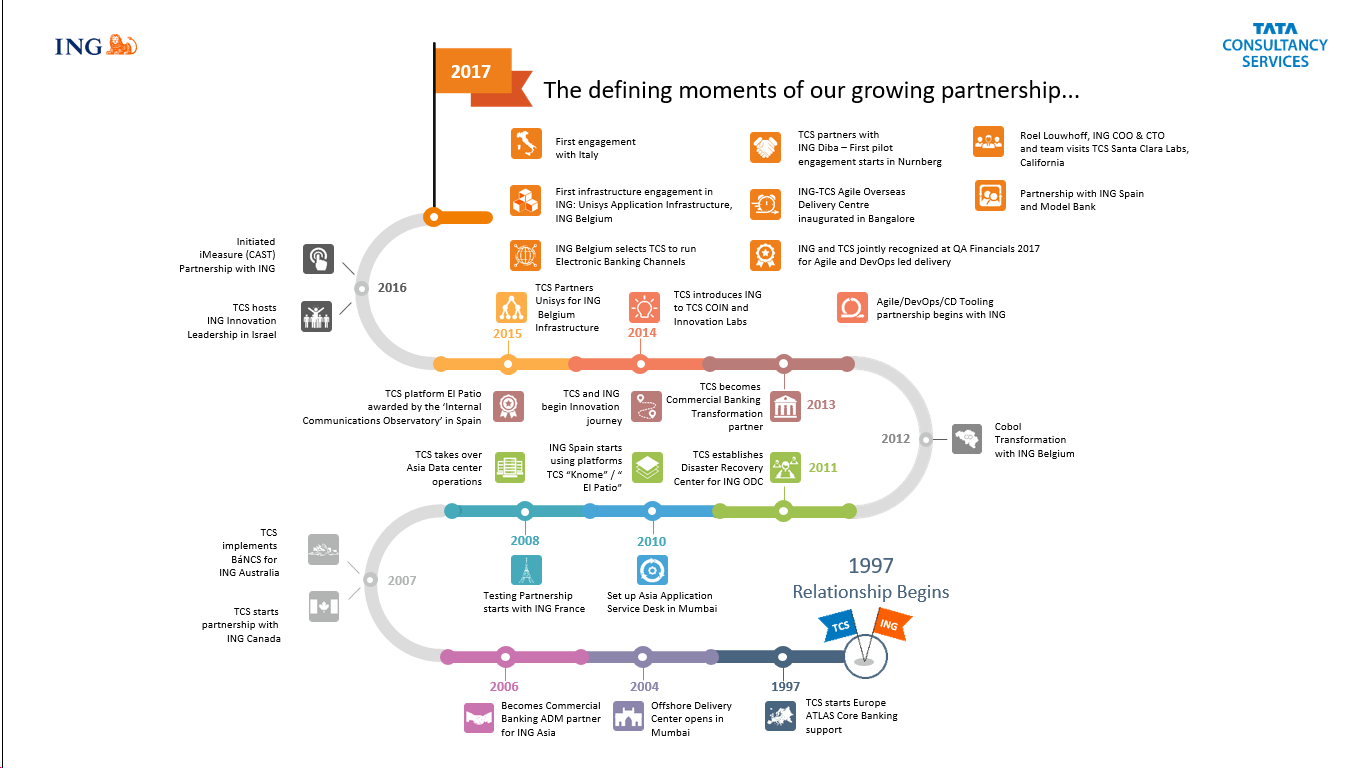 ING
TATA
CONSULTANCY
SERVICES
2017
The defining moments of our growing partnership...
First engagement
with Italy
TCS partners with
ING Diba – First pilot
engagement starts in Nurnberg
Roel Louwhoff, ING COO & CTO
and team visits TCS Santa Clara Labs,
California
First infrastructure engagement in
ING: Unisys Application Infrastructure,
ING Belgium
ING-TCS Agile Overseas
Delivery Centre
inaugurated in Bangalore
Partnership with ING Spain
and Model Bank
ING Belgium selects TCS to run
Electronic Banking Channels
ING and TCS jointly recognized at QA Financials 2017
for Agile and DevOps led delivery
Initiated
iMeasure (CAST)
Partnership with ING
2016
TCS hosts
ING Innovation
Leadership in Israel
TCS Partners
Unisys for ING
Belgium
Infrastructure
2015
TCS introduces ING
to TCS COIN and
Innovation Labs
2014
Agile/DevOps/CD Tooling
partnership begins with ING
TCS platform El Patio
awarded by the ‘Internal
Communications Observatory’ in Spain
TCS and ING
begin Innovation
journey
TCS becomes
Commercial Banking
Transformation
partner
2013
2012
Cobol
Transformation
with ING Belgium
TCS takes over
Asia Data center
operations
ING Spain starts
using platforms
TCS “Knome” / “
El Patio”
TCS establishes
Disaster Recovery
Center for ING ODC
2011
2008
Testing Partnership
starts with ING France
2010
Set up Asia Application
Service Desk in Mumbai
TCS
implements
BáNCS for
ING Australia
2007
TCS starts
partnership with
ING Canada
1997
Relationship Begins
TCS
ING
2006
Becomes Commercial
Banking ADM partner
for ING Asia
2004
Offshore Delivery
Center opens in
Mumbai
1997
TCS starts Europe
ATLAS Core Banking
support